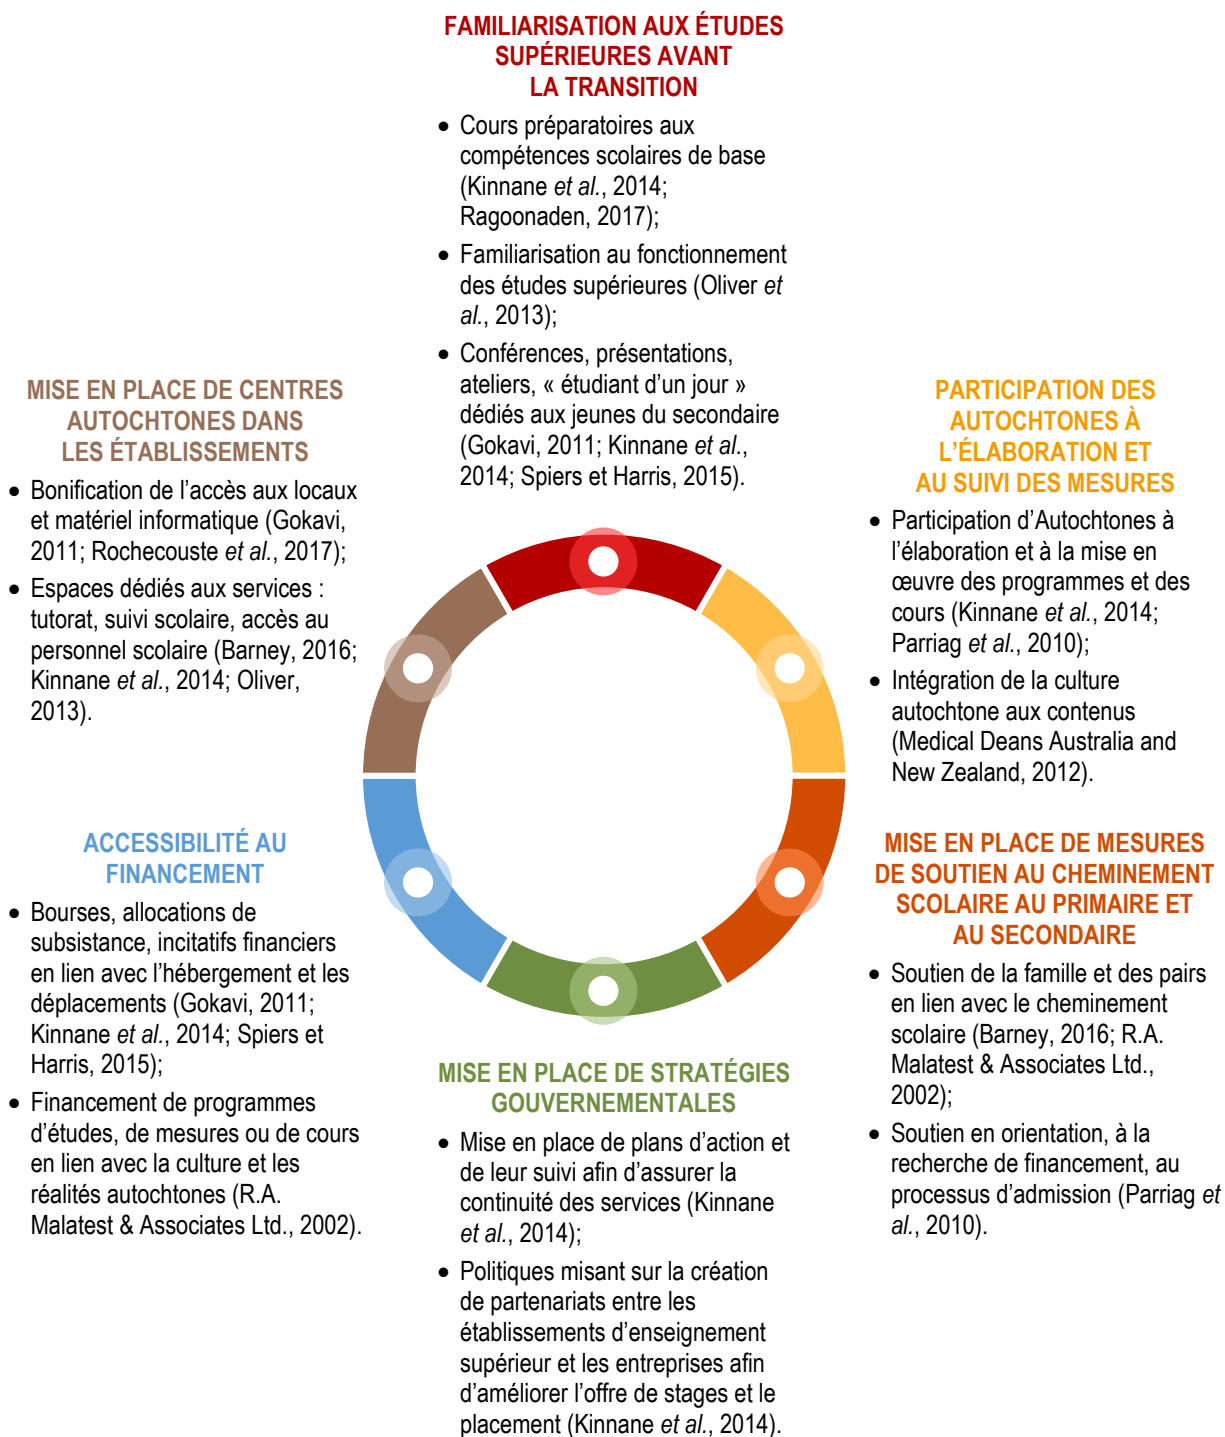 FAMILIARISATION AUX ÉTUDES
SUPÉRIEURES AVANT
LA TRANSITION
• Cours préparatoires aux
compétences scolaires de base
(Kinnane et al., 2014;
Ragoonaden, 2017);
• Familiarisation au fonctionnement
des études supérieures (Oliver et
al., 2013);
• Conférences, présentations,
ateliers, « étudiant d’un jour »
dédiés aux jeunes du secondaire
(Gokavi, 2011; Kinnane et al.,
2014; Spiers et Harris, 2015).
MISE EN PLACE DE CENTRES
AUTOCHTONES DANS
LES ÉTABLISSEMENTS
• Bonification de l’accès aux locaux
et matériel informatique (Gokavi,
2011; Rochecouste et al., 2017);
• Espaces dédiés aux services :
tutorat, suivi scolaire, accès au
personnel scolaire (Barney, 2016;
Kinnane et al., 2014; Oliver,
2013).
PARTICIPATION DES
AUTOCHTONES À
L’ÉLABORATION ET
AU SUIVI DES MESURES
• Participation d’Autochtones à
l’élaboration et à la mise en
œuvre des programmes et des
cours (Kinnane et al., 2014;
Parriag et al., 2010);
• Intégration de la culture
autochtone aux contenus
(Medical Deans Australia and
New Zealand, 2012).
ACCESSIBILITÉ AU
FINANCEMENT
• Bourses, allocations de
subsistance, incitatifs financiers
en lien avec l’hébergement et les
déplacements (Gokavi, 2011;
Kinnane et al., 2014; Spiers et
Harris, 2015);
• Financement de programmes
d’études, de mesures ou de cours
en lien avec la culture et les
réalités autochtones (R.A.
Malatest & Associates Ltd., 2002).
MISE EN PLACE DE MESURES
DE SOUTIEN AU CHEMINEMENT
SCOLAIRE AU PRIMAIRE ET
AU SECONDAIRE
• Soutien de la famille et des pairs
en lien avec le cheminement
scolaire (Barney, 2016; R.A.
Malatest & Associates Ltd.,
2002);
• Soutien en orientation, à la
recherche de financement, au
processus d’admission (Parriag et
al., 2010).
MISE EN PLACE DE STRATÉGIES
GOUVERNEMENTALES
• Mise en place de plans d’action et
de leur suivi afin d’assurer la
continuité des services (Kinnane
et al., 2014);
• Politiques misant sur la création
de partenariats entre les
établissements d’enseignement
supérieur et les entreprises afin
d’améliorer l’offre de stages et le
placement (Kinnane et al., 2014).